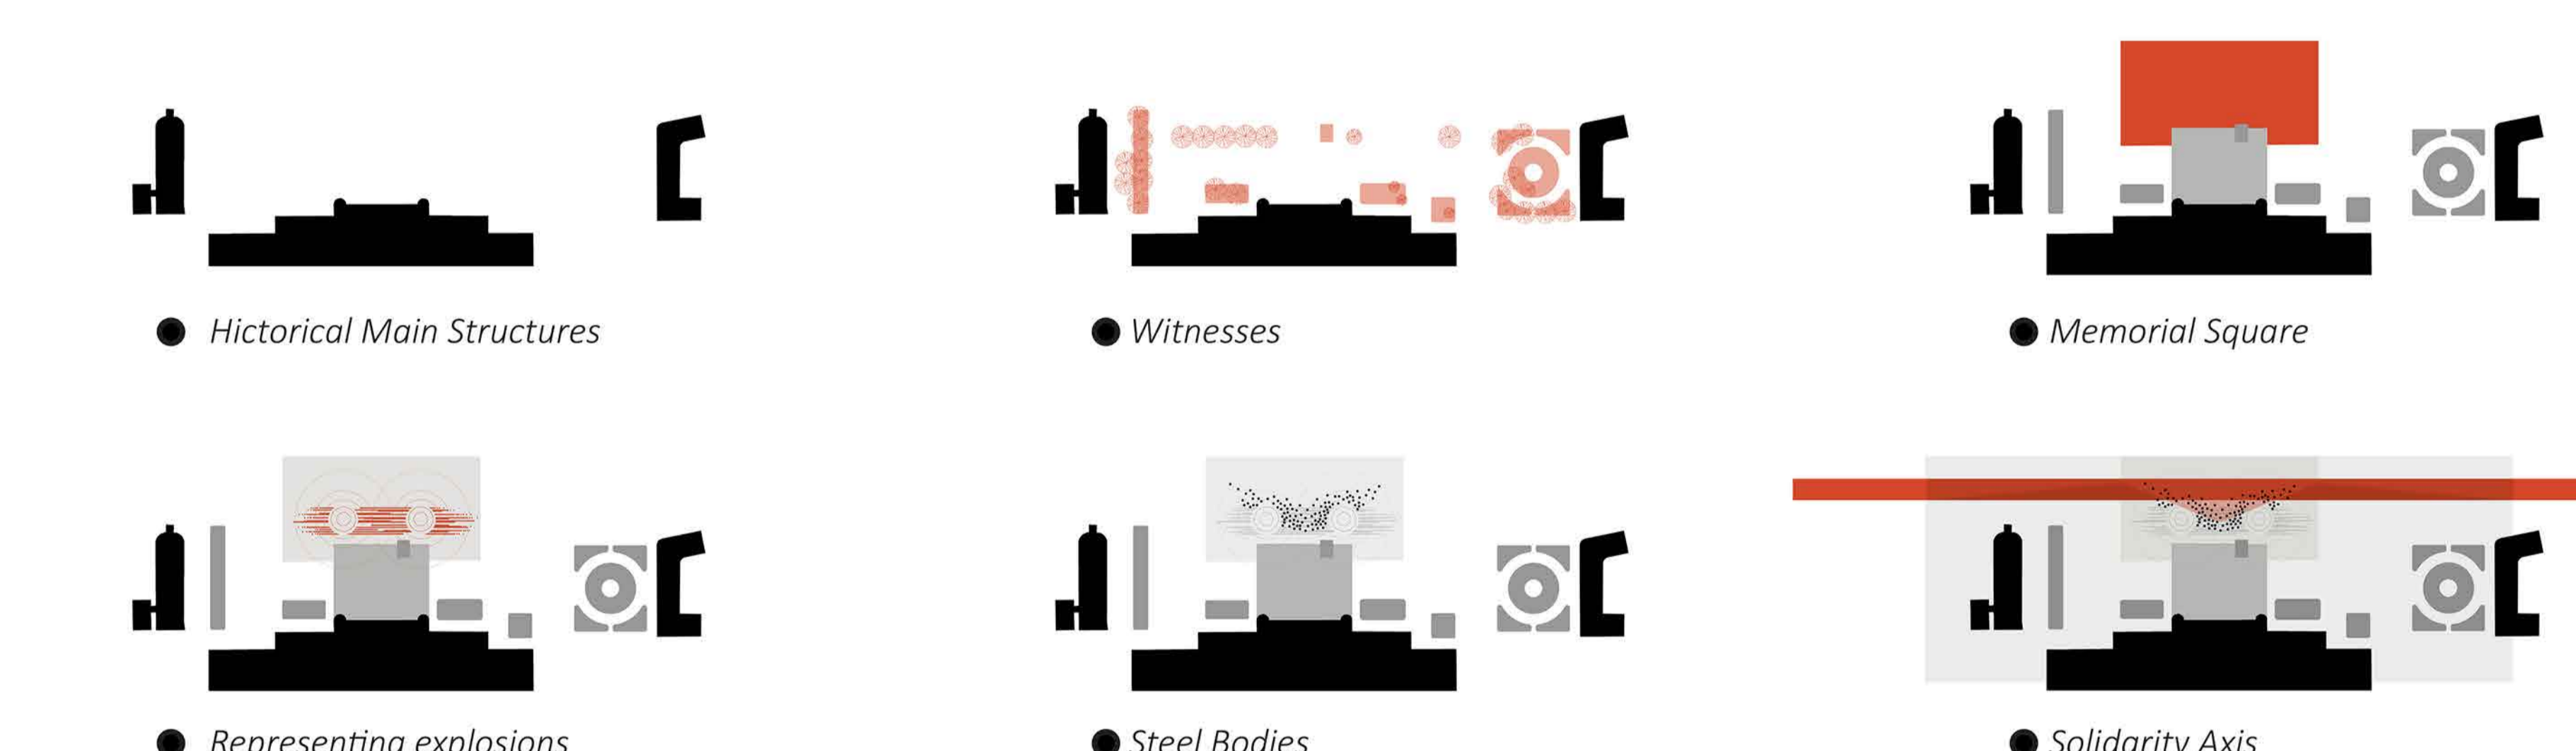 Hictorical Main Structures
Witnesses
Memorial Square
Representing explosions
Steel Bodies
Solidarity Axis